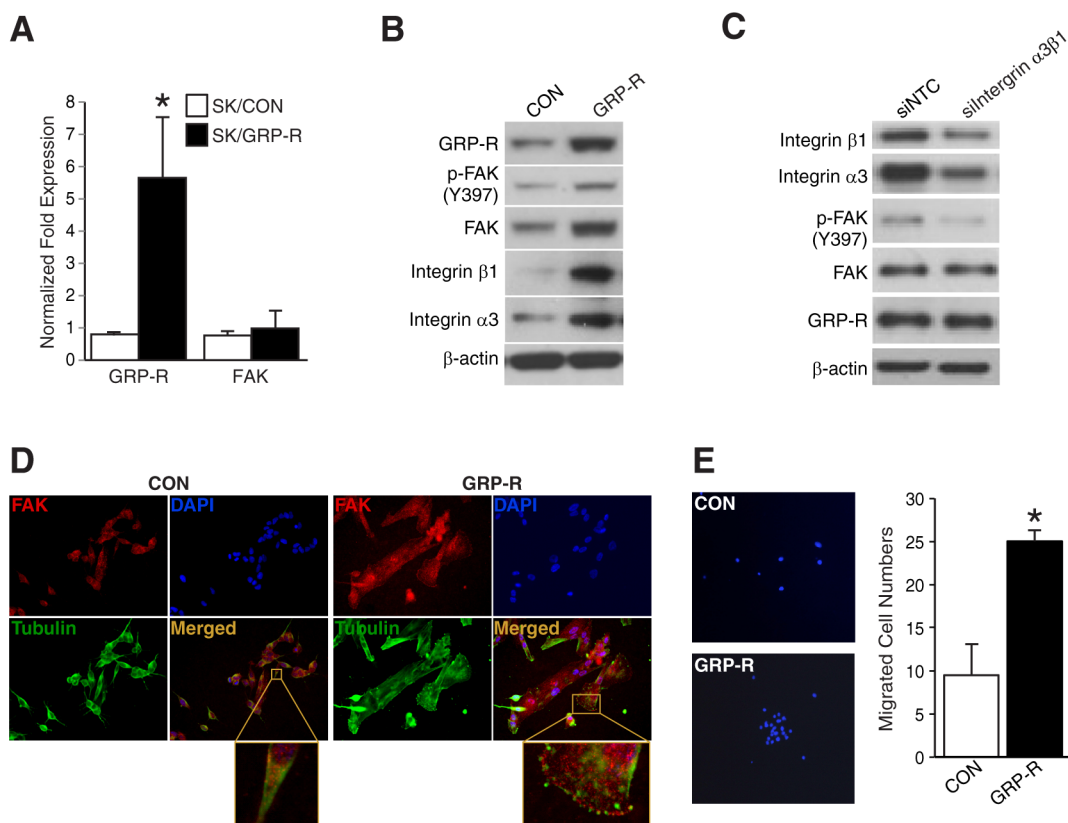 A
Normalized Fold Expression
8
7
6
5
4
3
2
1
0
*
SK/CON
SK/GRP-R
GRP-R
FAK
B
CON
GRP-R
GRP-R
p-FAK
(Y397)
FAK
Integrin β1
Integrin α3
β-actin
C
siNTC
siIntergrin α3β1
Integrin β1
Integrin α3
p-FAK
(Y397)
FAK
GRP-R
β-actin
D
CON
GRP-R
FAK
DAPI
FAK
DAPI
Tubulin
Merged
Tubulin
Merged
E
CON
GRP-R
Migrated Cell Numbers
30
25
20
15
10
5
0
*
CON
GRP-R